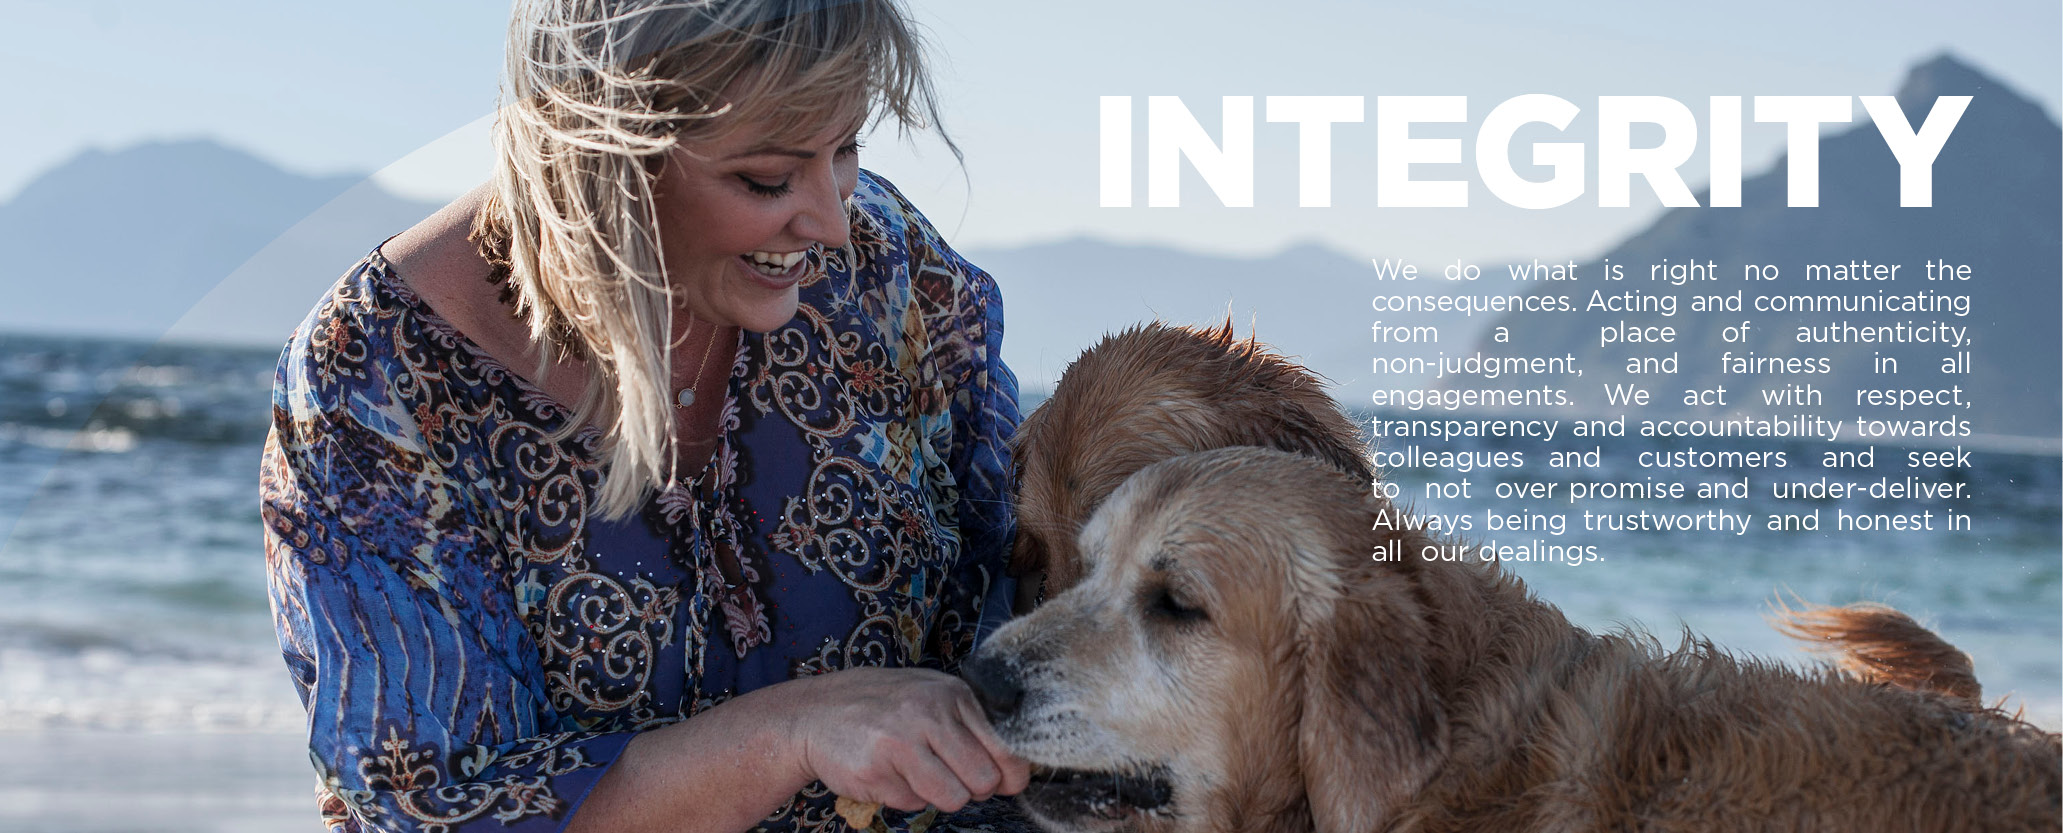 INTEGRITY
We do what is right no matter the
consequences. Acting and communicating
from a place of authenticity,
non-judgment, and fairness in all
engagements. We act with respect,
transparency and accountability towards
colleagues and customers and seek
to not over promise and under-deliver.
Always being trustworthy and honest in
all our dealings.